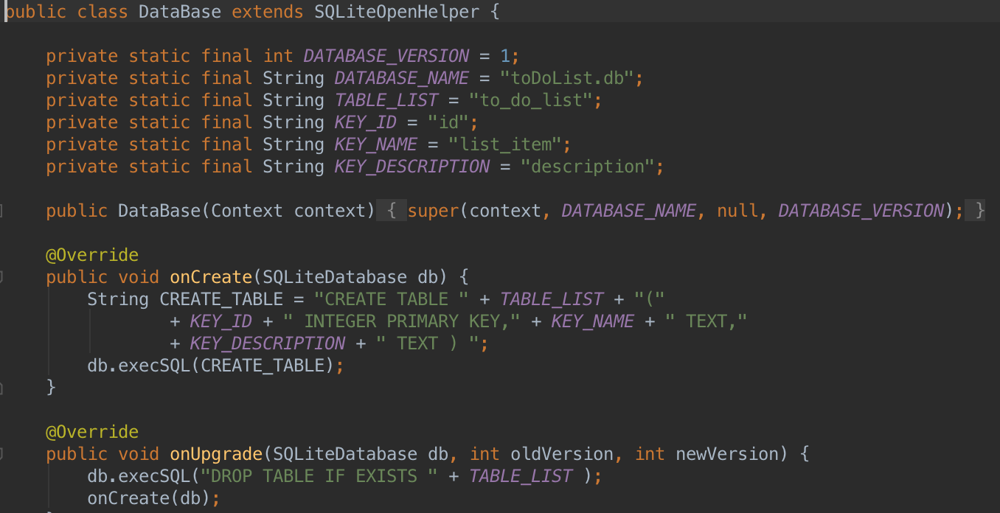 public class DataBase extends SQLiteOpenHelper {
private static final int DATABASE_VERSION = 1;
private static final String DATABASE_NAME = "toDoList.db";
private static final String TABLE_LIST = "to_do_list";
private static final String KEY_ID = "id";
private static final String KEY_NAME = "list_item";
private static final String KEY_DESCRIPTION = "description";
public DataBase(Context context) { super(context, DATABASE_NAME, null, DATABASE_VERSION); }
@Override
public void onCreate(SQLiteDatabase db) {
String CREATE_TABLE = "CREATE TABLE " + TABLE_LIST + "("
+ KEY_ID + " INTEGER PRIMARY KEY," + KEY_NAME + " TEXT,"
+ KEY_DESCRIPTION + " TEXT ) ";
db.execSQL(CREATE_TABLE);
}
@Override
public void onUpgrade(SQLiteDatabase db, int oldVersion, int newVersion) {
db.execSQL("DROP TABLE IF EXISTS " + TABLE_LIST );
onCreate(db);